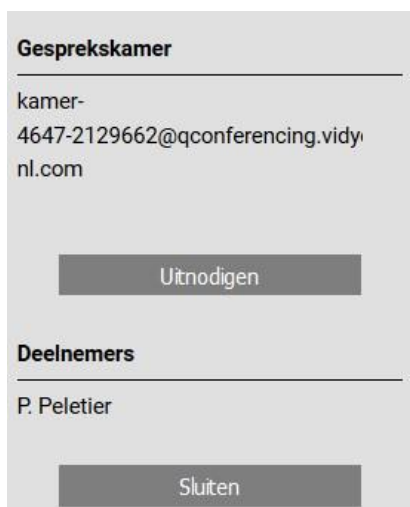 Gesprekskamer
kamer-
4647-2129662@qconferencing.vidy
nl.com
Uitnodigen
Deelnemers
P. Peletier
Sluiten